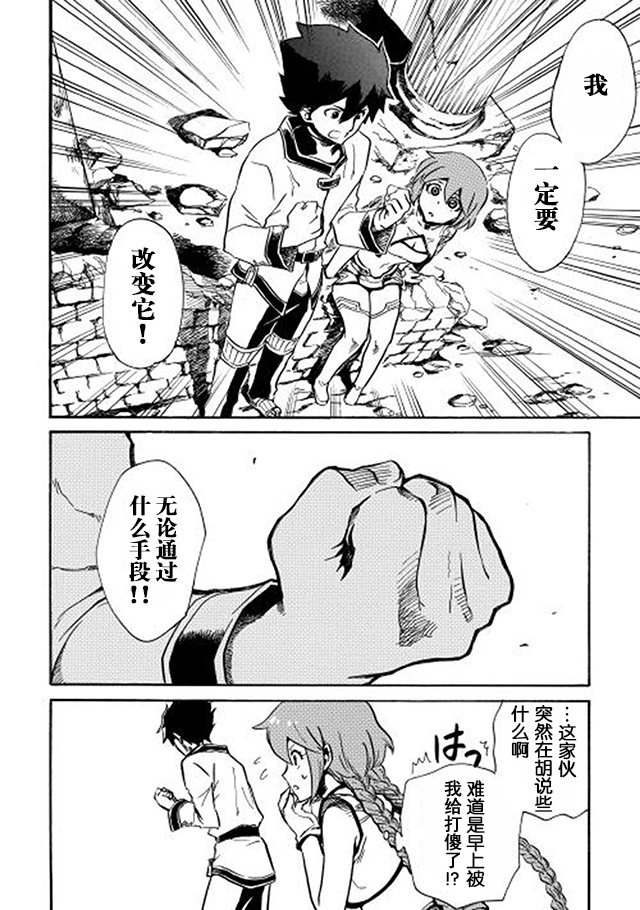 我
一定要
改变它！
无论通过
什么手段!!
…这家伙
突然在胡说些
什么啊
はっ
难道是早上被
我给打傻了!?